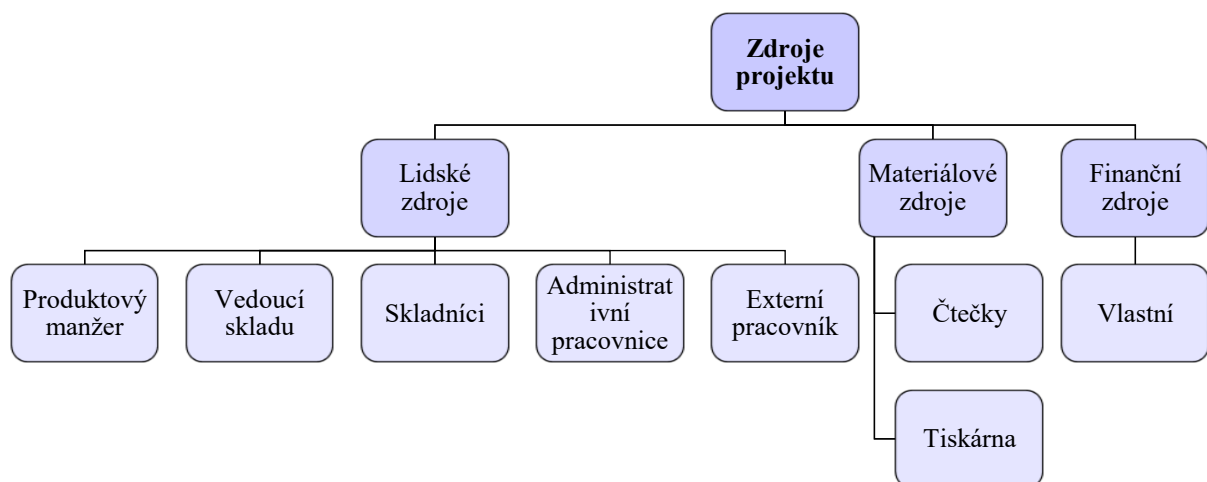 Zdroje
projektu
Lidské
zdroje
Materiálové
zdroje
Finanční
zdroje
Produktový
manžer
Vedoucí
skladu
Skladníci
Administrat
ivní
pracovnice
Externí
pracovník
Čtečky
Vlastní
Tiskárna